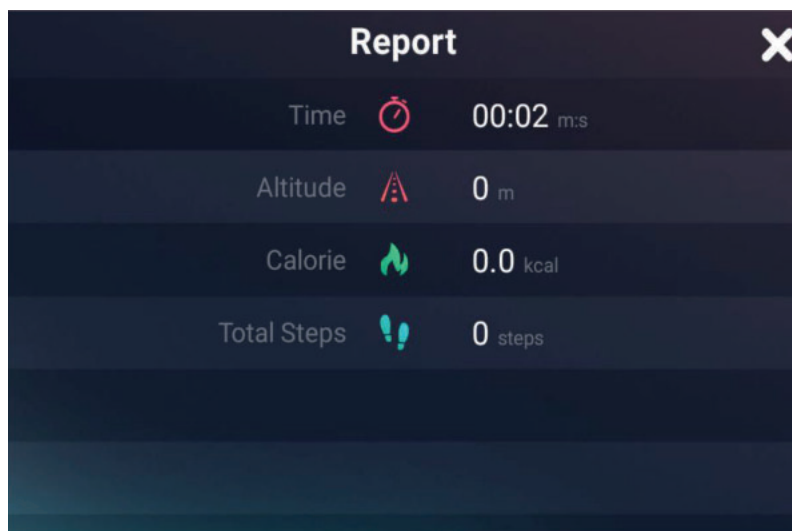 Report
Time 00:02 m:s
Altitude 0 m
Calorie 0.0 kcal
Total Steps 0 steps